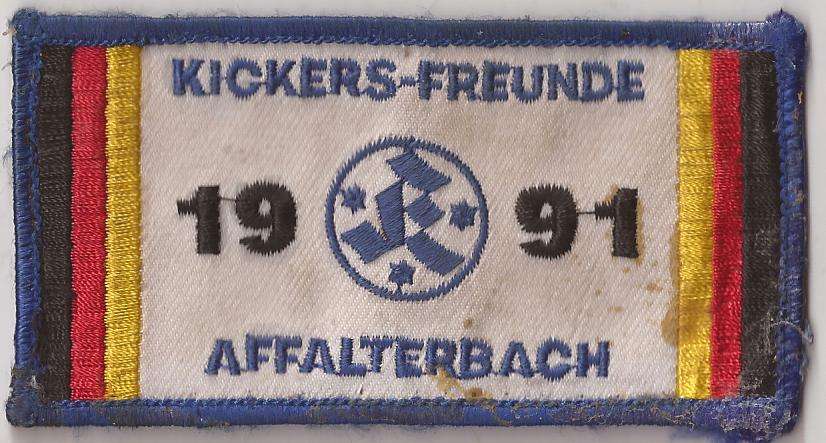 KICKERS-FREUNDE
19 91
AFFALTERBACH